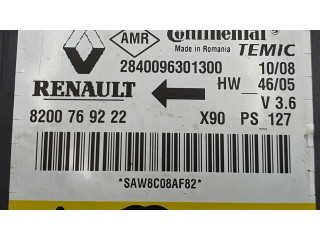 AMR Continental
Made in Romania TEMIC
2840096301300 10/08
RENAULT HW 46/05
V 3.6
8200 76 92 22 X90 PS 127
*SAW8C08AF82*